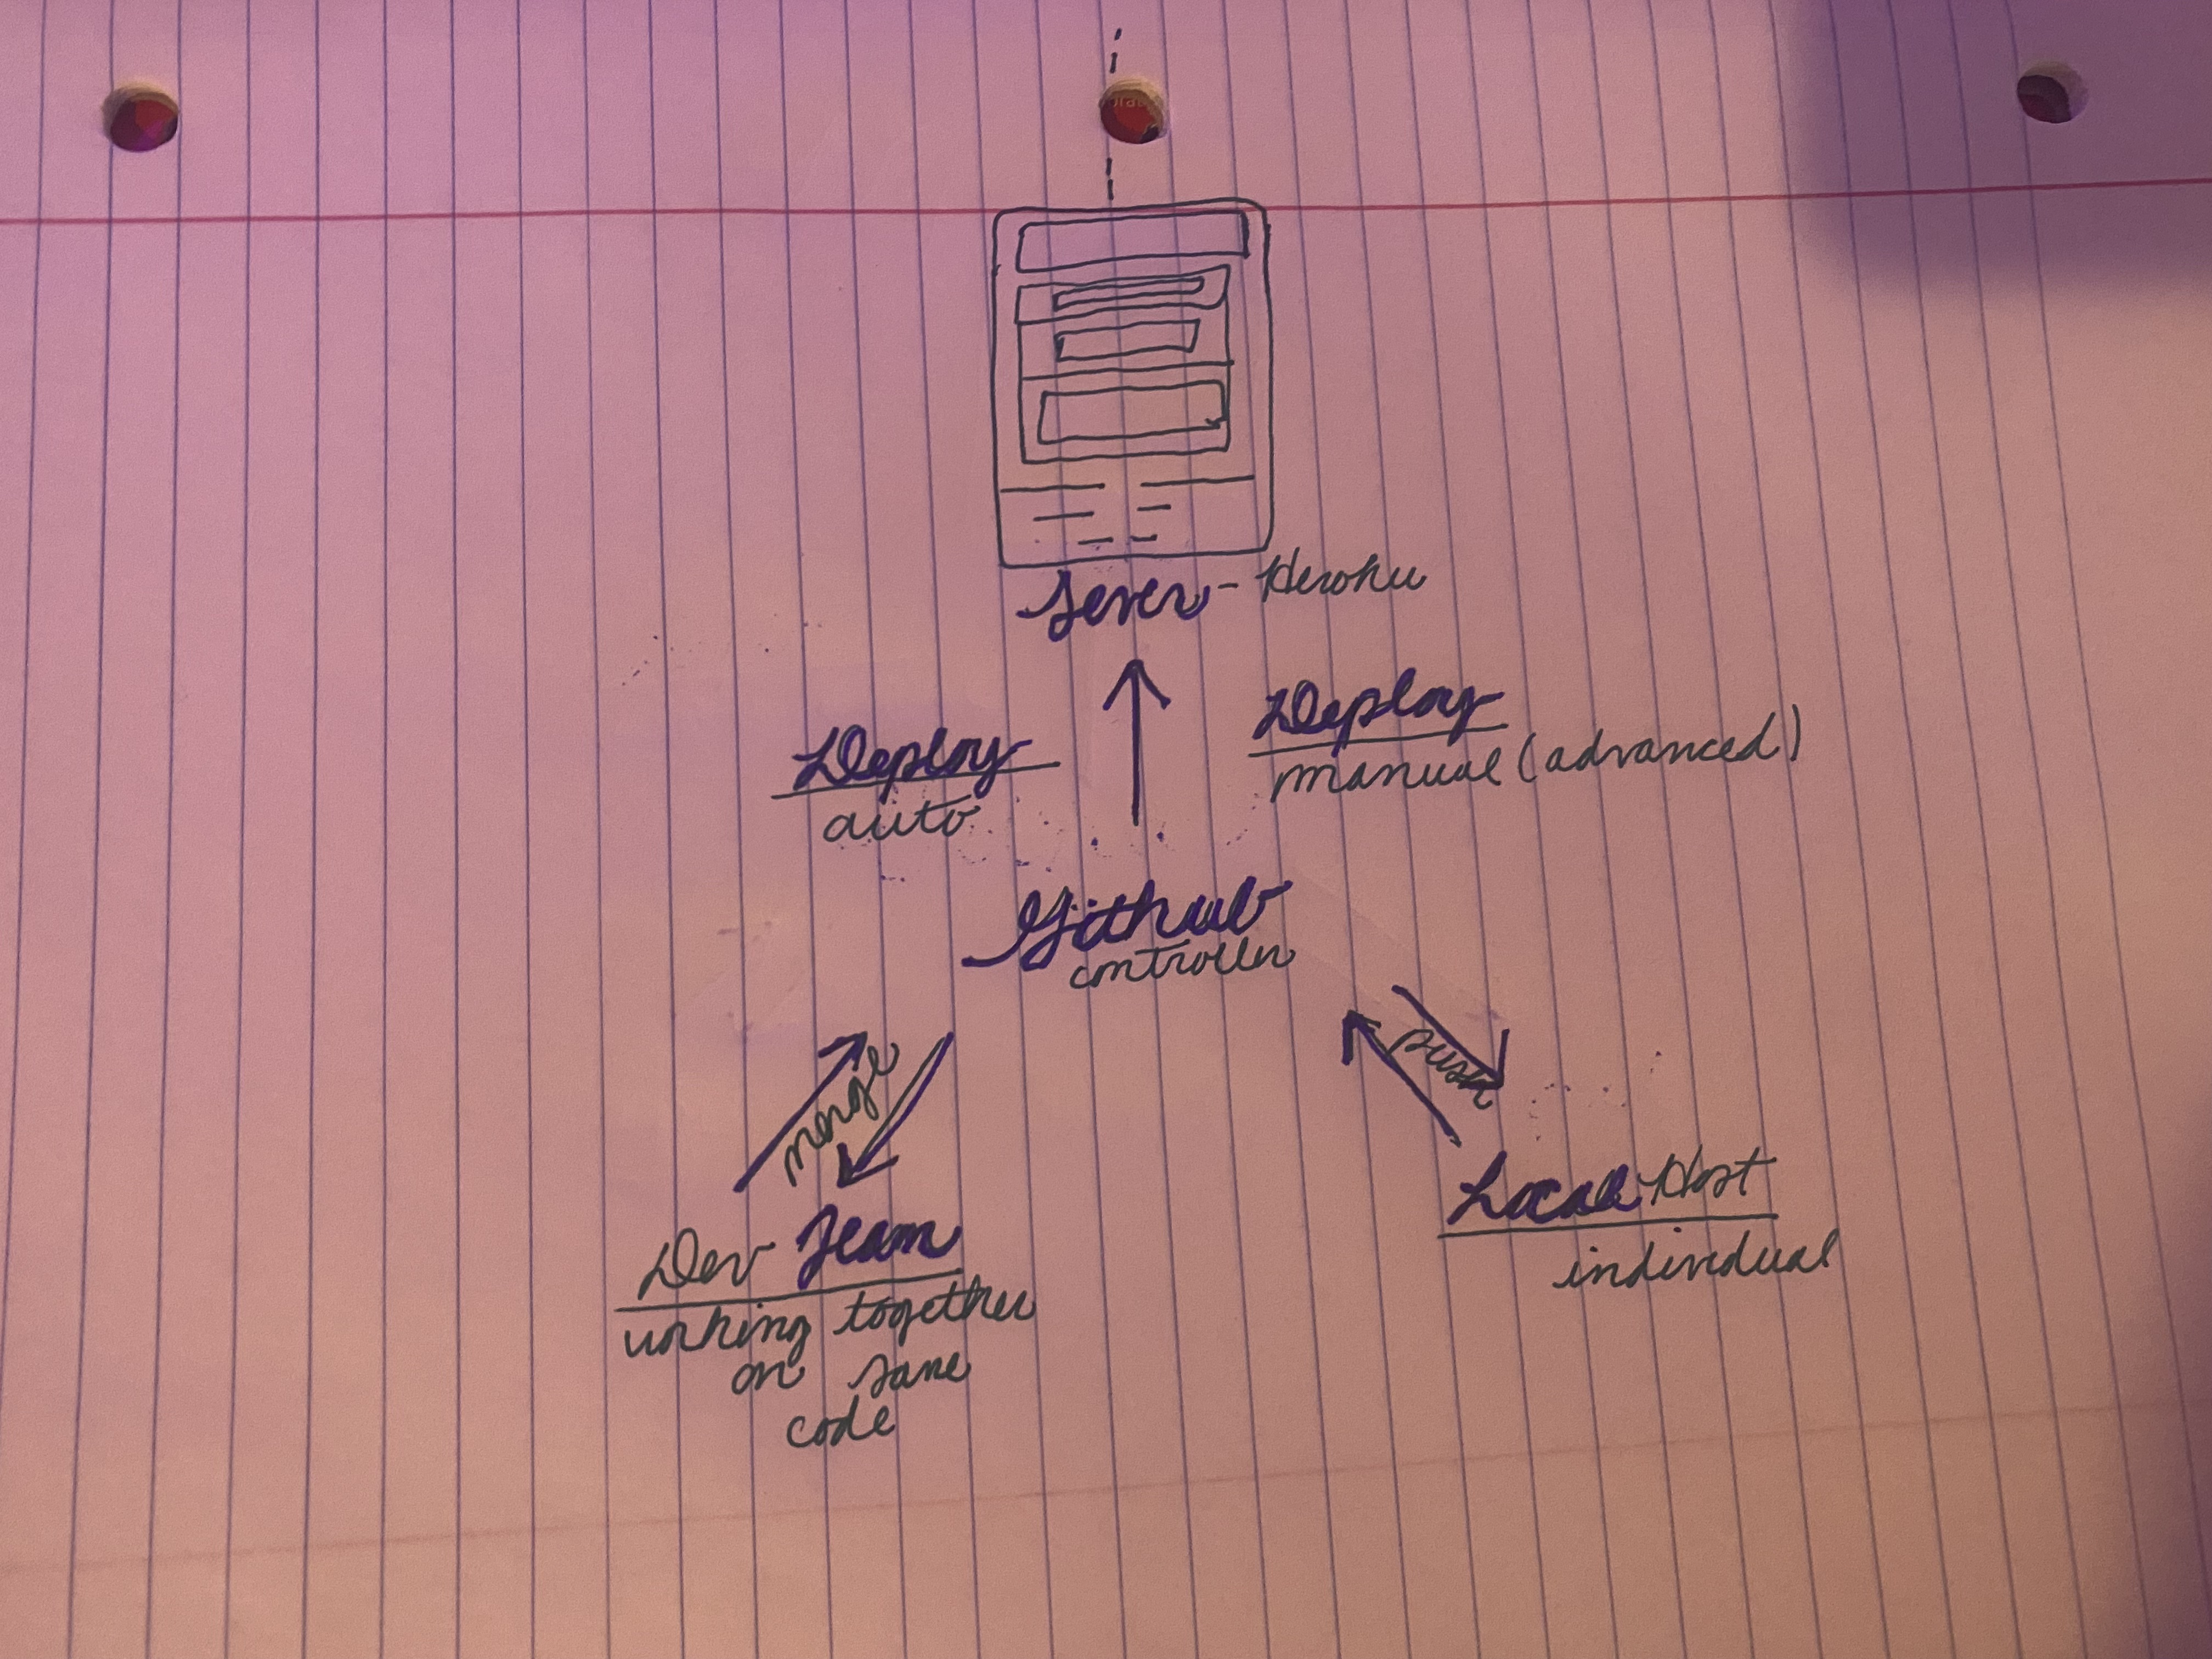 Server - Heroku
Deploy
auto
Deploy
manual (advanced)
Github
controller
merge
Dev Team
working together
on same
code
Local Host
individual